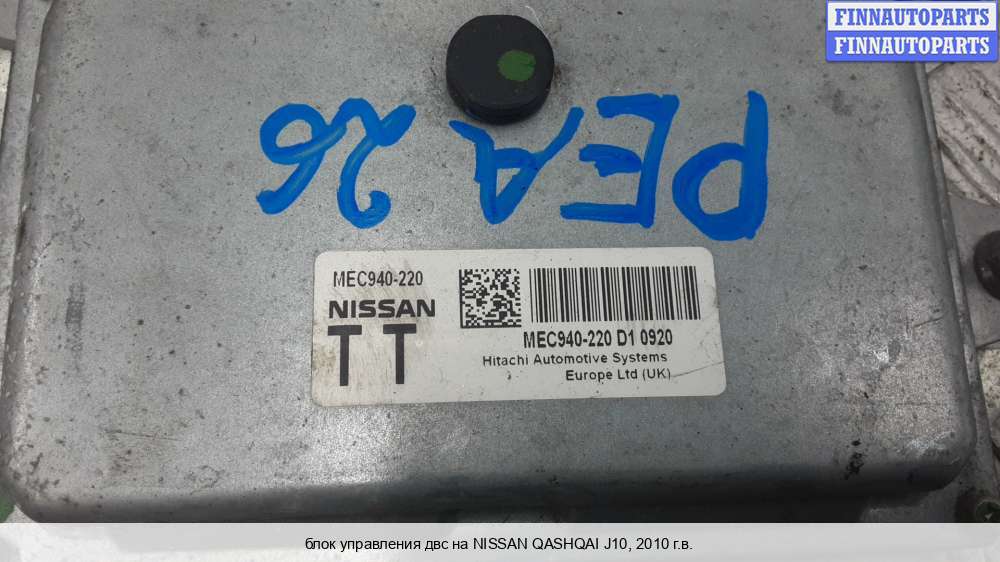 FINNAUTOPARTS
FINNAUTOPARTS
PEA 26
MEC940-220
NISSAN
TT
MEC940-220 D1 0920
Hitachi Automotive Systems
Europe Ltd (UK)
блок управления двс на NISSAN QASHQAI J10, 2010 г.в.